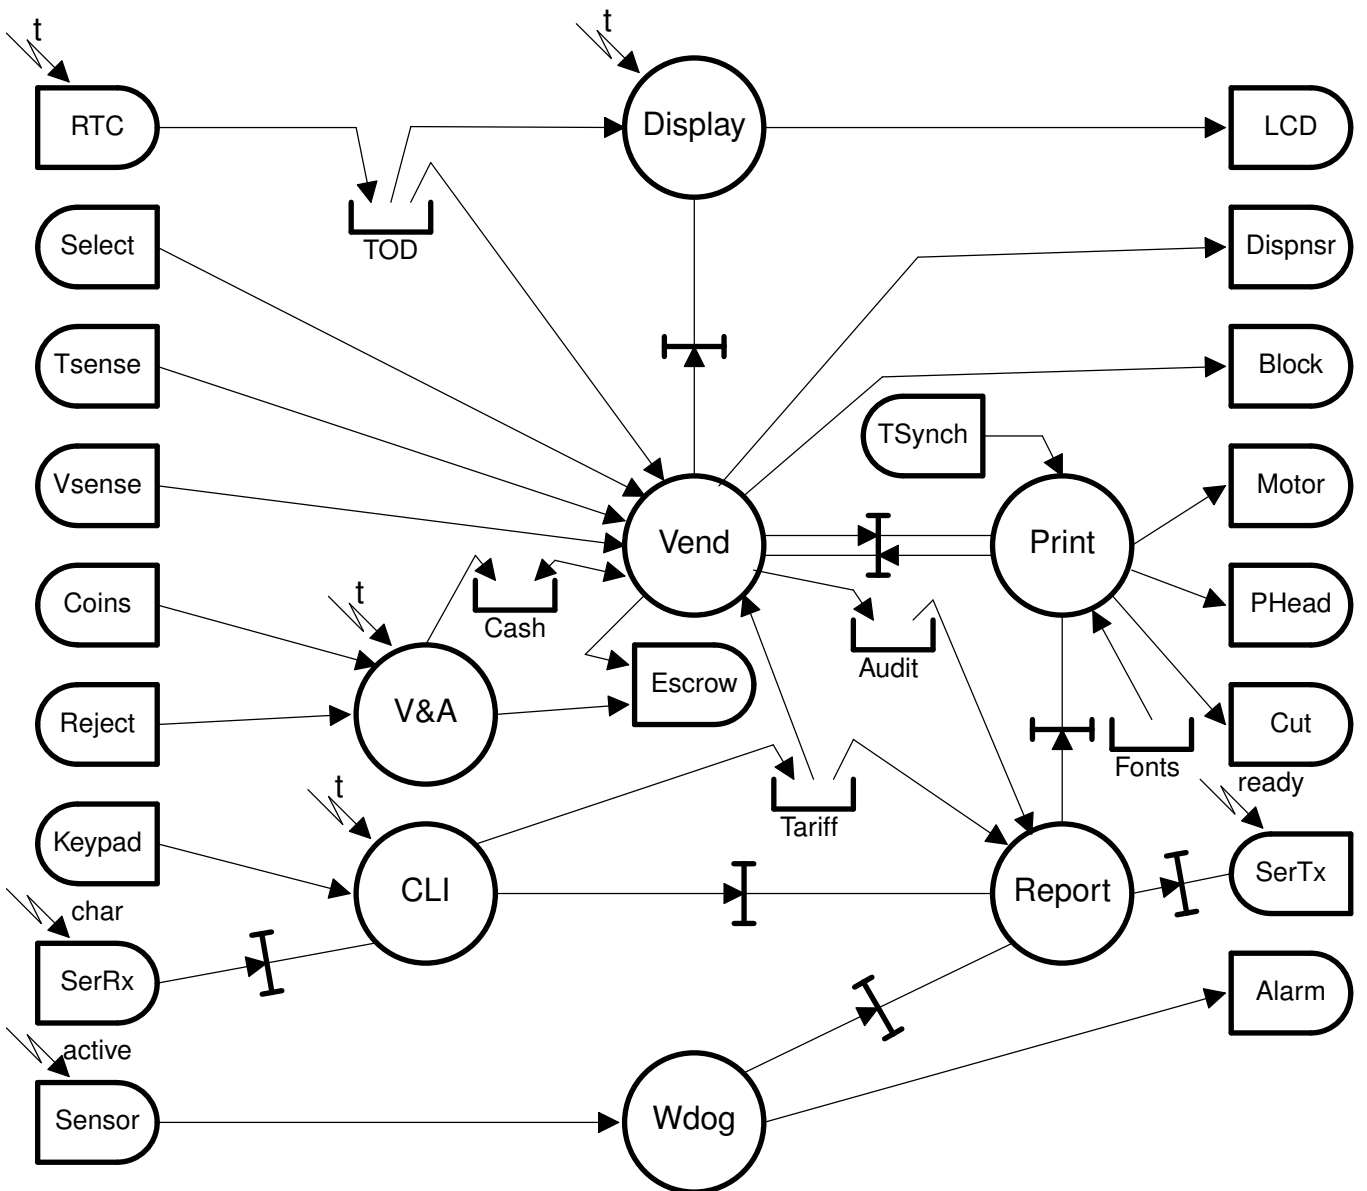 t
t
RTC
Display
LCD
Select
TOD
Dispnsr
Tsense
Block
TSynch
Vsense
Motor
Vend
Print
t
Coins
Cash
PHead
Audit
Escrow
V&A
Reject
Cut
Fonts
ready
t
Tariff
Keypad
CLI
Report
SerTx
char
SerRx
Alarm
active
Sensor
Wdog